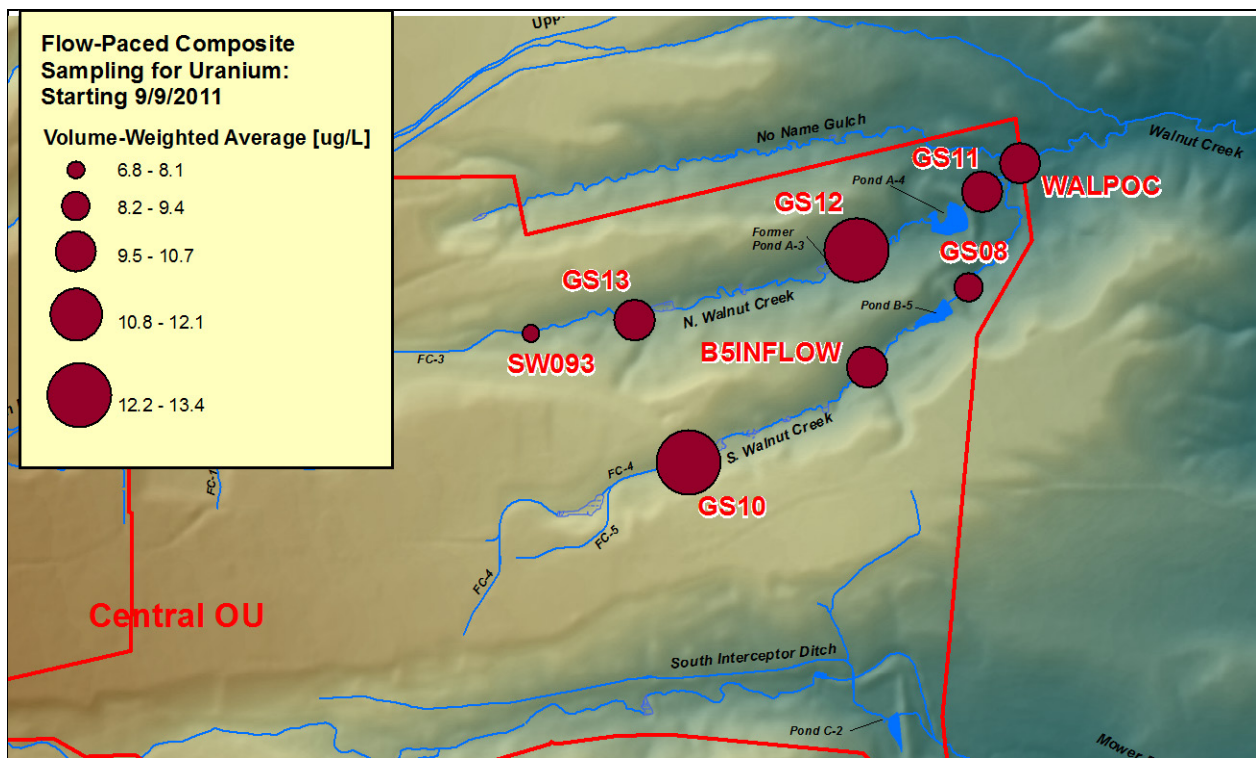 Flow-Paced Composite
Sampling for Uranium:
Starting 9/9/2011
Volume-Weighted Average [ug/L]
6.8 - 8.1
8.2 - 9.4
9.5 - 10.7
10.8 - 12.1
12.2 - 13.4
No Name Gulch
Walnut Creek
GS11
WALPOC
Pond A-4
GS12
Former
Pond A-3
GS08
GS13
N. Walnut Creek
Pond B-5
FC-3
SW093
B5INFLOW
S. Walnut Creek
FC-4
GS10
FC-5
FC-4
Central OU
South Interceptor Ditch
Pond C-2
Mower